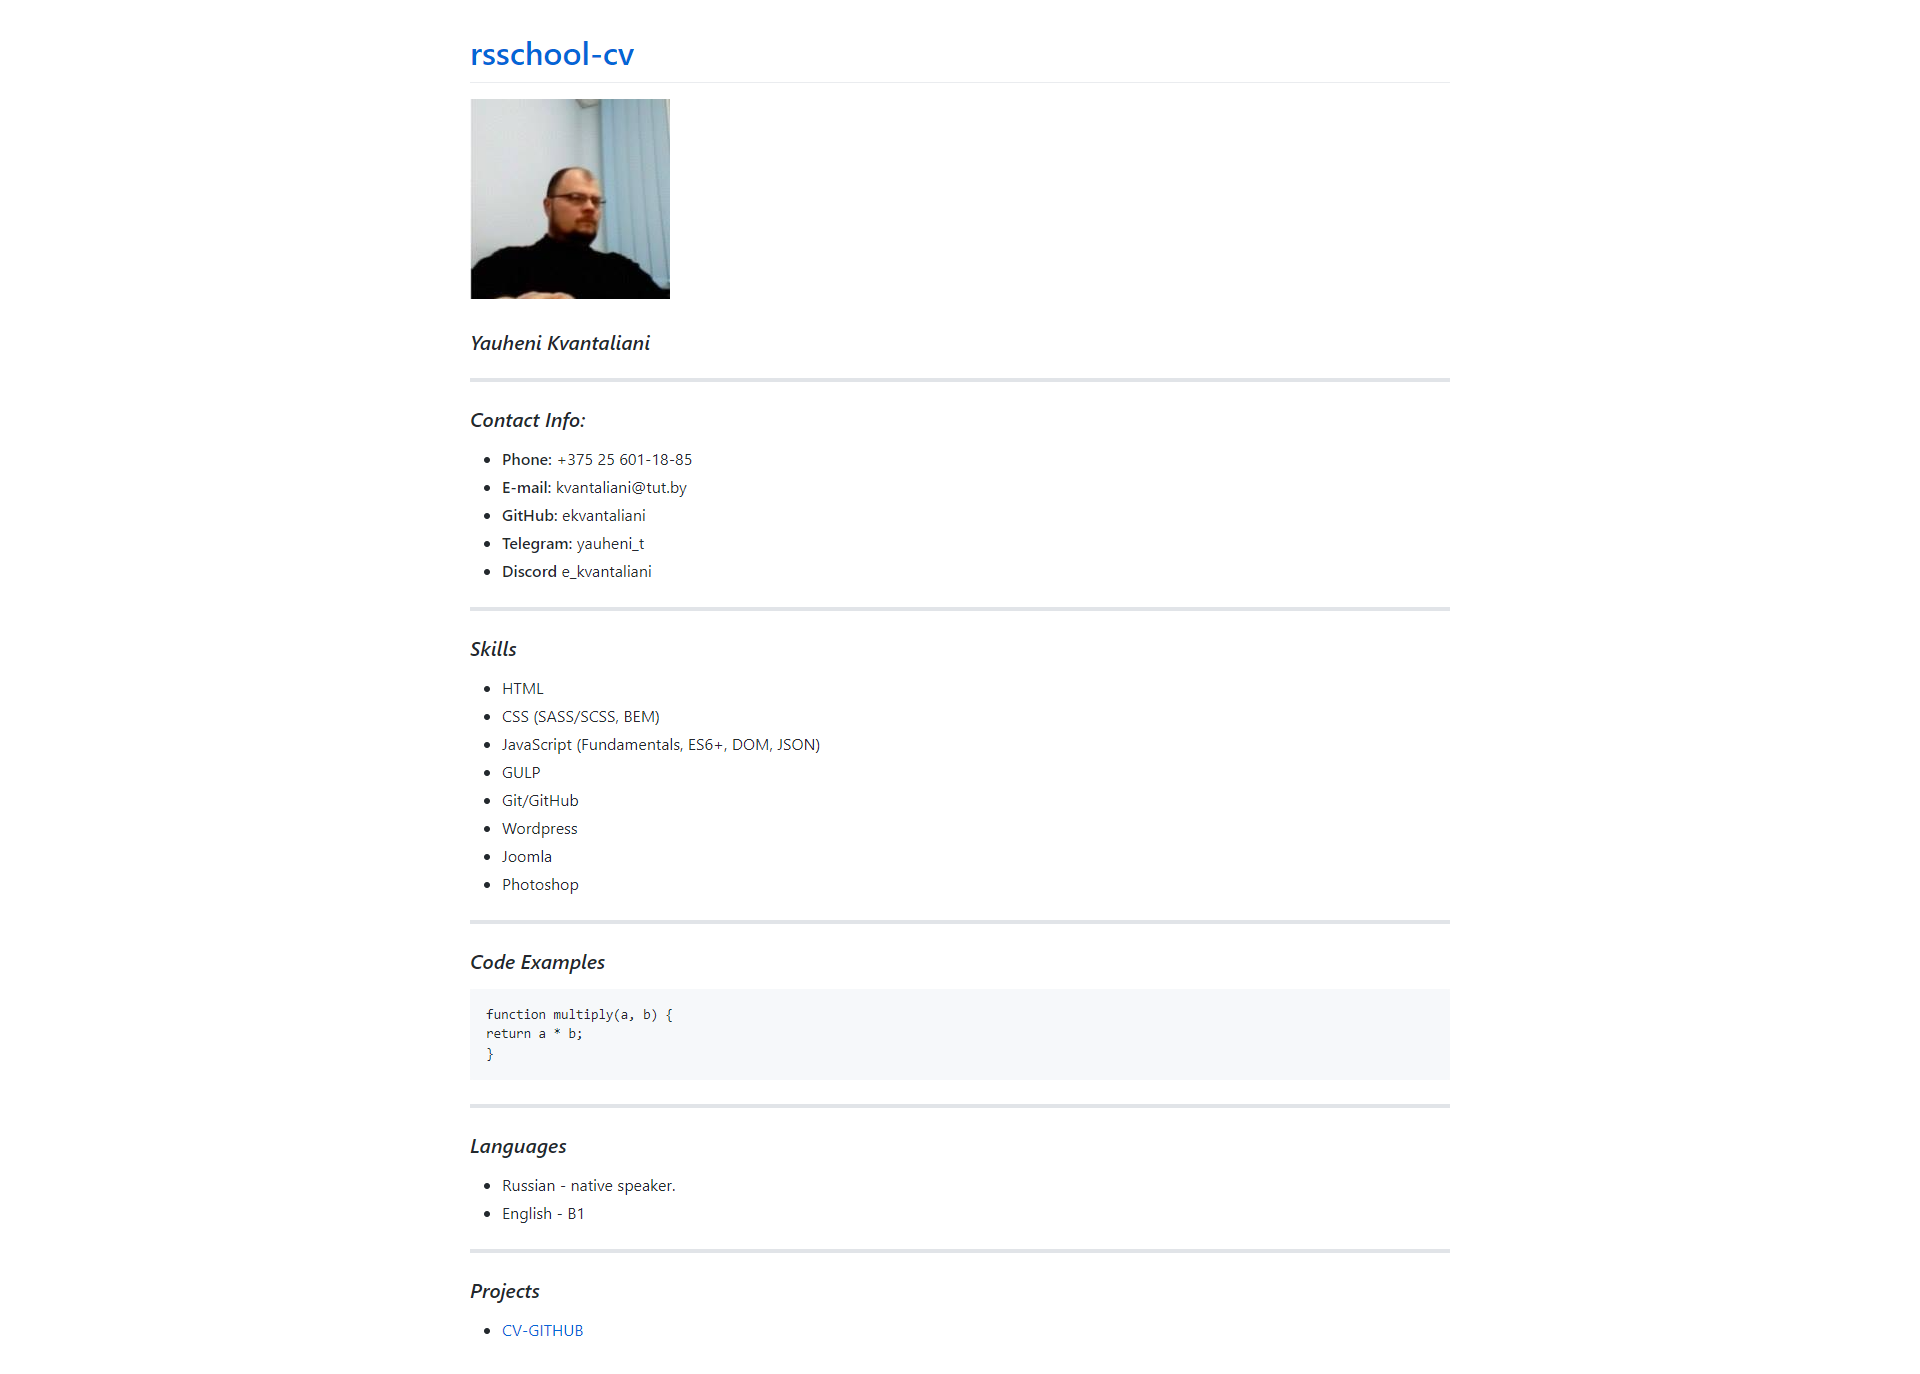 rsschool-cv
Yauheni Kvantaliani
Contact Info:
Phone: +375 25 601-18-85
E-mail: kvantaliani@tut.by
GitHub: ekvantaliani
Telegram: yauheni_t
Discord e_kvantaliani
Skills
HTML
CSS (SASS/SCSS, BEM)
JavaScript (Fundamentals, ES6+, DOM, JSON)
GULP
Git/GitHub
Wordpress
Joomla
Photoshop
Code Examples
function multiply(a, b) {
return a * b;
}
Languages
Russian - native speaker.
English - B1
Projects
CV-GITHUB